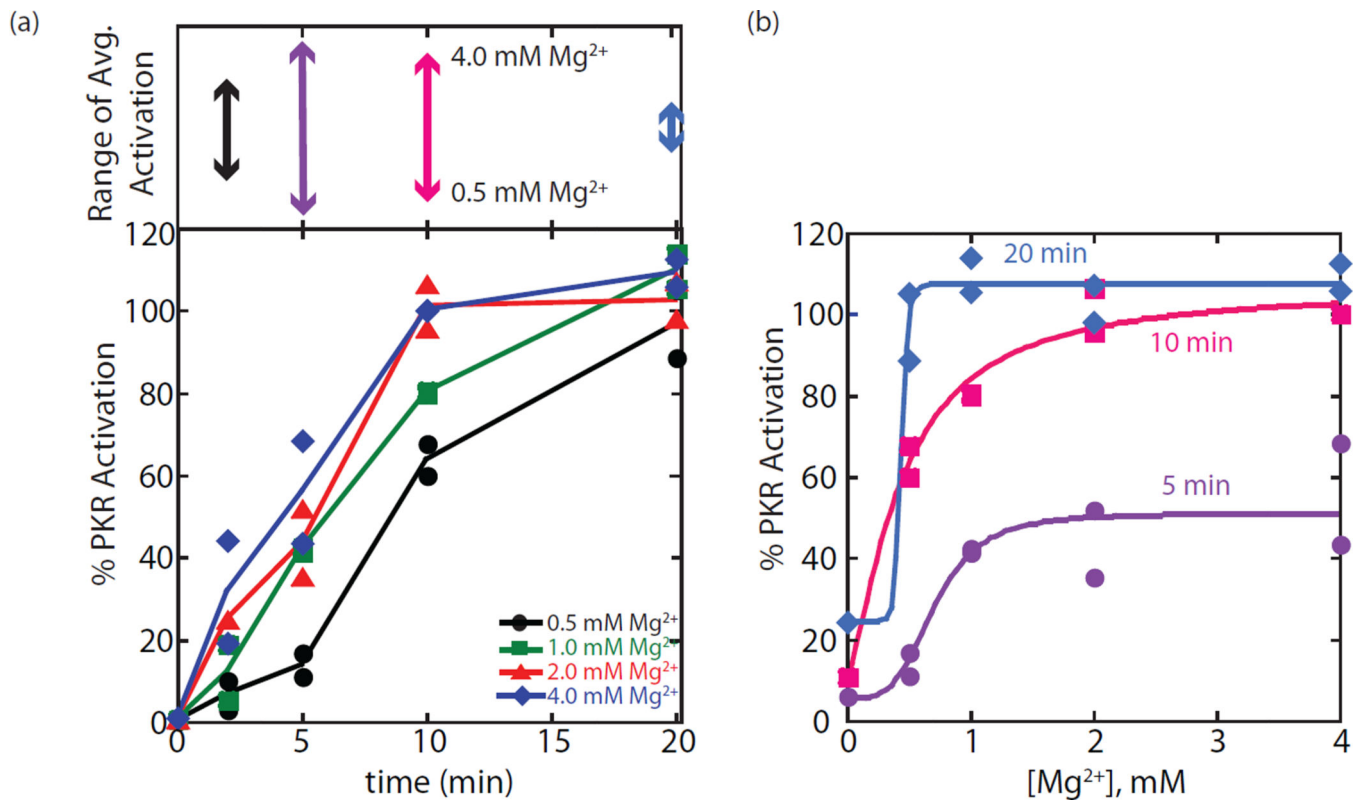 (a)
Range of Avg.
Activation
4.0 mM Mg²⁺
0.5 mM Mg²⁺
% PKR Activation
120
100
80
60
40
20
0
0.5 mM Mg²⁺
1.0 mM Mg²⁺
2.0 mM Mg²⁺
4.0 mM Mg²⁺
0 5 10 15 20
time (min)
(b)
% PKR Activation
120
100
80
60
40
20
0
20 min
10 min
5 min
0 1 2 3 4
[Mg²⁺], mM